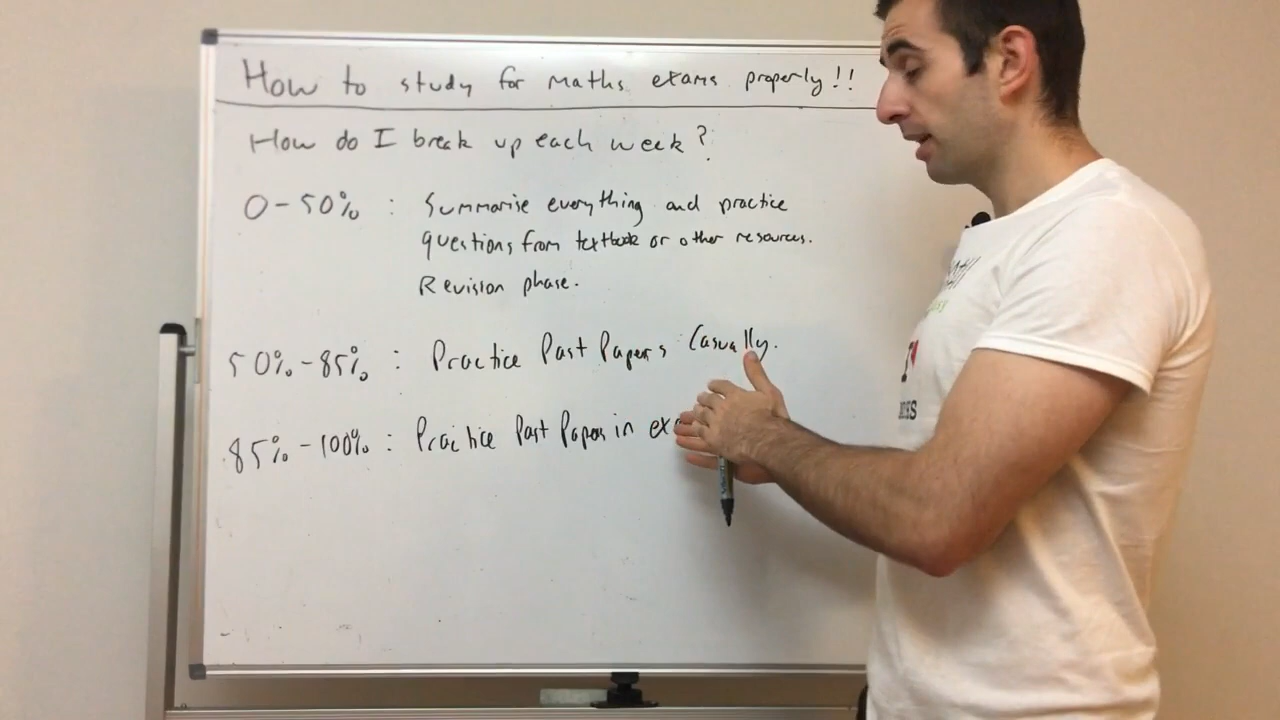 How to study for maths exams properly!!
How do I break up each week?
0-50% : Summarise everything and practice
questions from textbook or other resources.
Revision phase.
50%-85% : Practice Past Papers Casually.
85%-100% : Practice Past Papers in